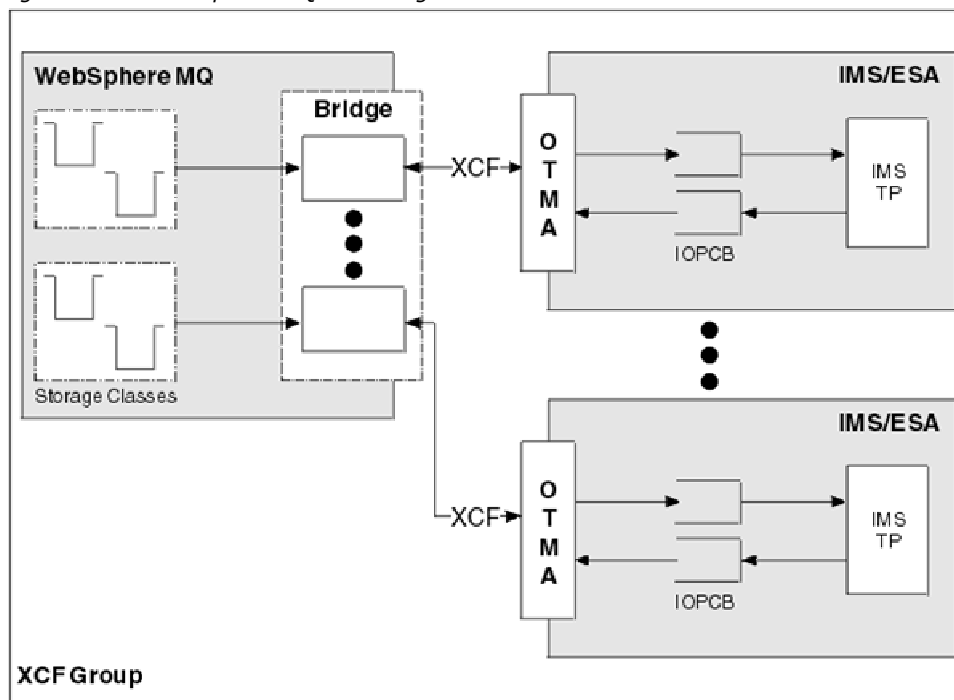 WebSphere MQ
Bridge
Storage Classes
XCF
XCF
IMS/ESA
O
T
M
A
IOPCB
IMS
TP
IMS/ESA
O
T
M
A
IOPCB
IMS
TP
XCF Group